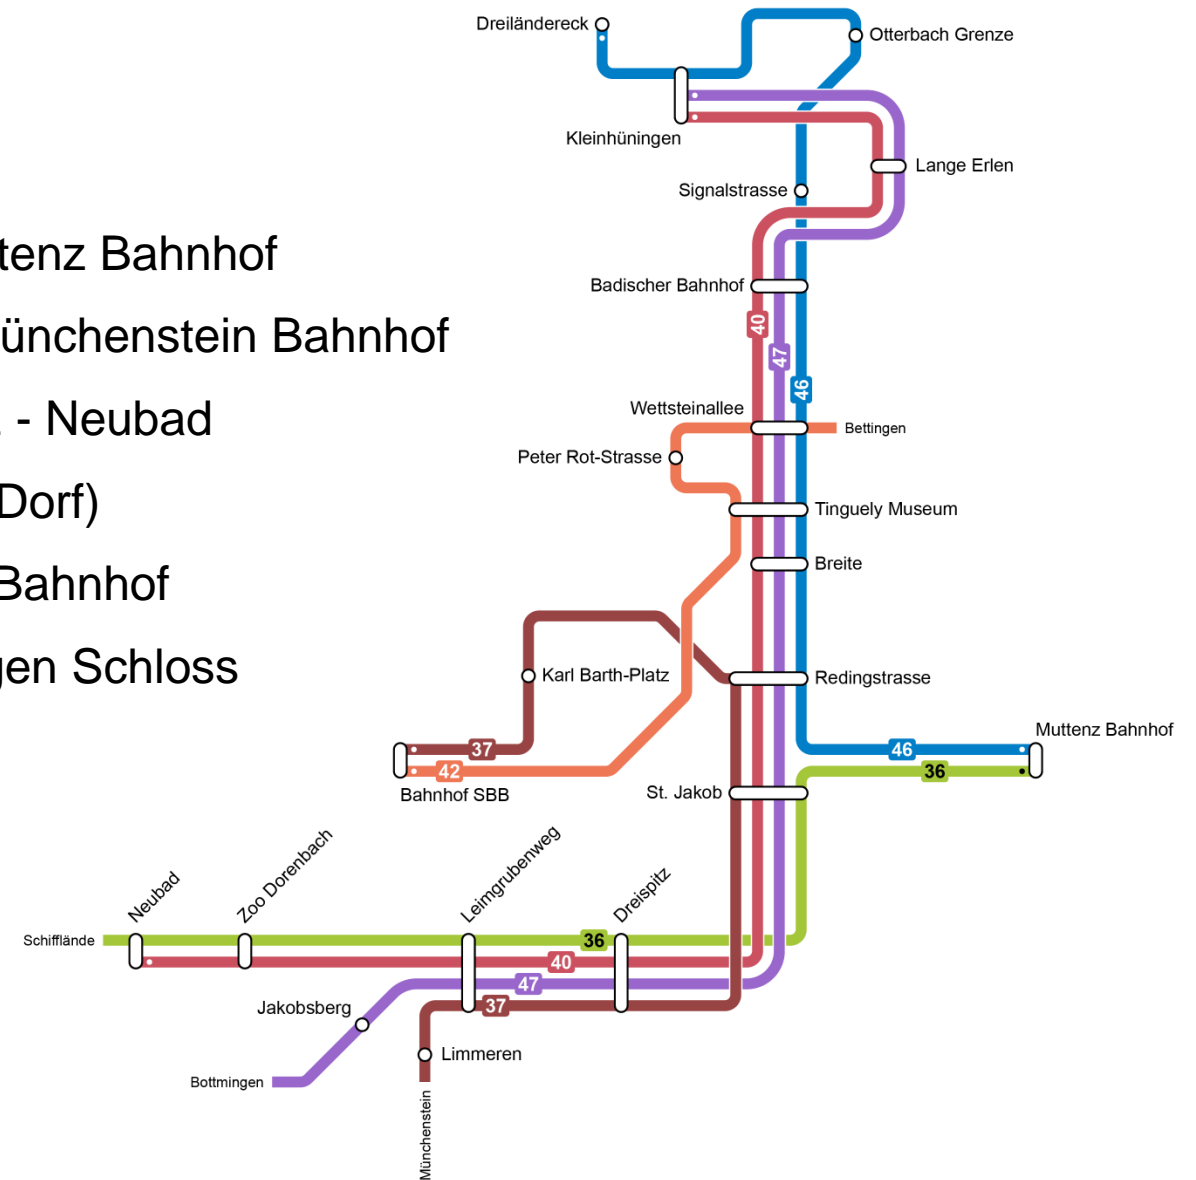 Dreiländereck
Otterbach Grenze
Kleinhüningen
Lange Erlen
Signalstrasse
tenz Bahnhof
Badischer Bahnhof
ünchenstein Bahnhof
40
47
46
- Neubad
Wettsteinallee
Bettingen
Peter Rot-Strasse
Dorf)
Tinguely Museum
Breite
Bahnhof
gen Schloss
Karl Barth-Platz
Redingstrasse
Muttenz Bahnhof
37
46
42
36
Bahnhof SBB
St. Jakob
Neubad
Zoo Dorenbach
Leimgrubenweg
Dreispitz
Schifflände
36
40
47
37
Jakobsberg
Limmeren
Bottmingen
Münchenstein